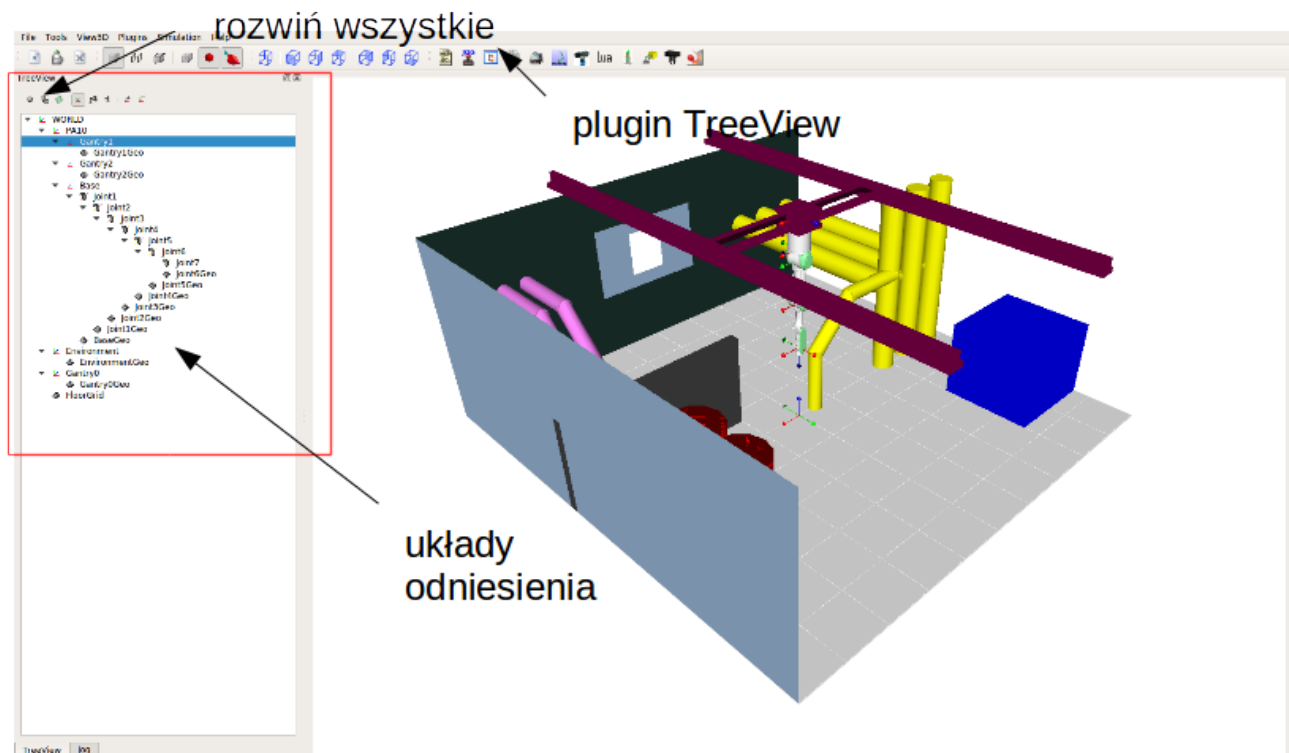 rozwiń wszystkie
File Tools View3D Plugins Simulation Help
lua
TreeView
plugin TreeView
WORLD
PA10
Gantry1
Gantry1Geo
Gantry2
Gantry2Geo
Base
Joint1
Joint2
Joint3
Joint4
Joint5
Joint6
Joint7
Joint6Geo
Joint5Geo
Joint4Geo
Joint3Geo
Joint2Geo
Joint1Geo
BaseGeo
Environment
EnvironmentGeo
Gantry0
Gantry0Geo
FloorGrid
układy
odniesienia
TreeView Jog